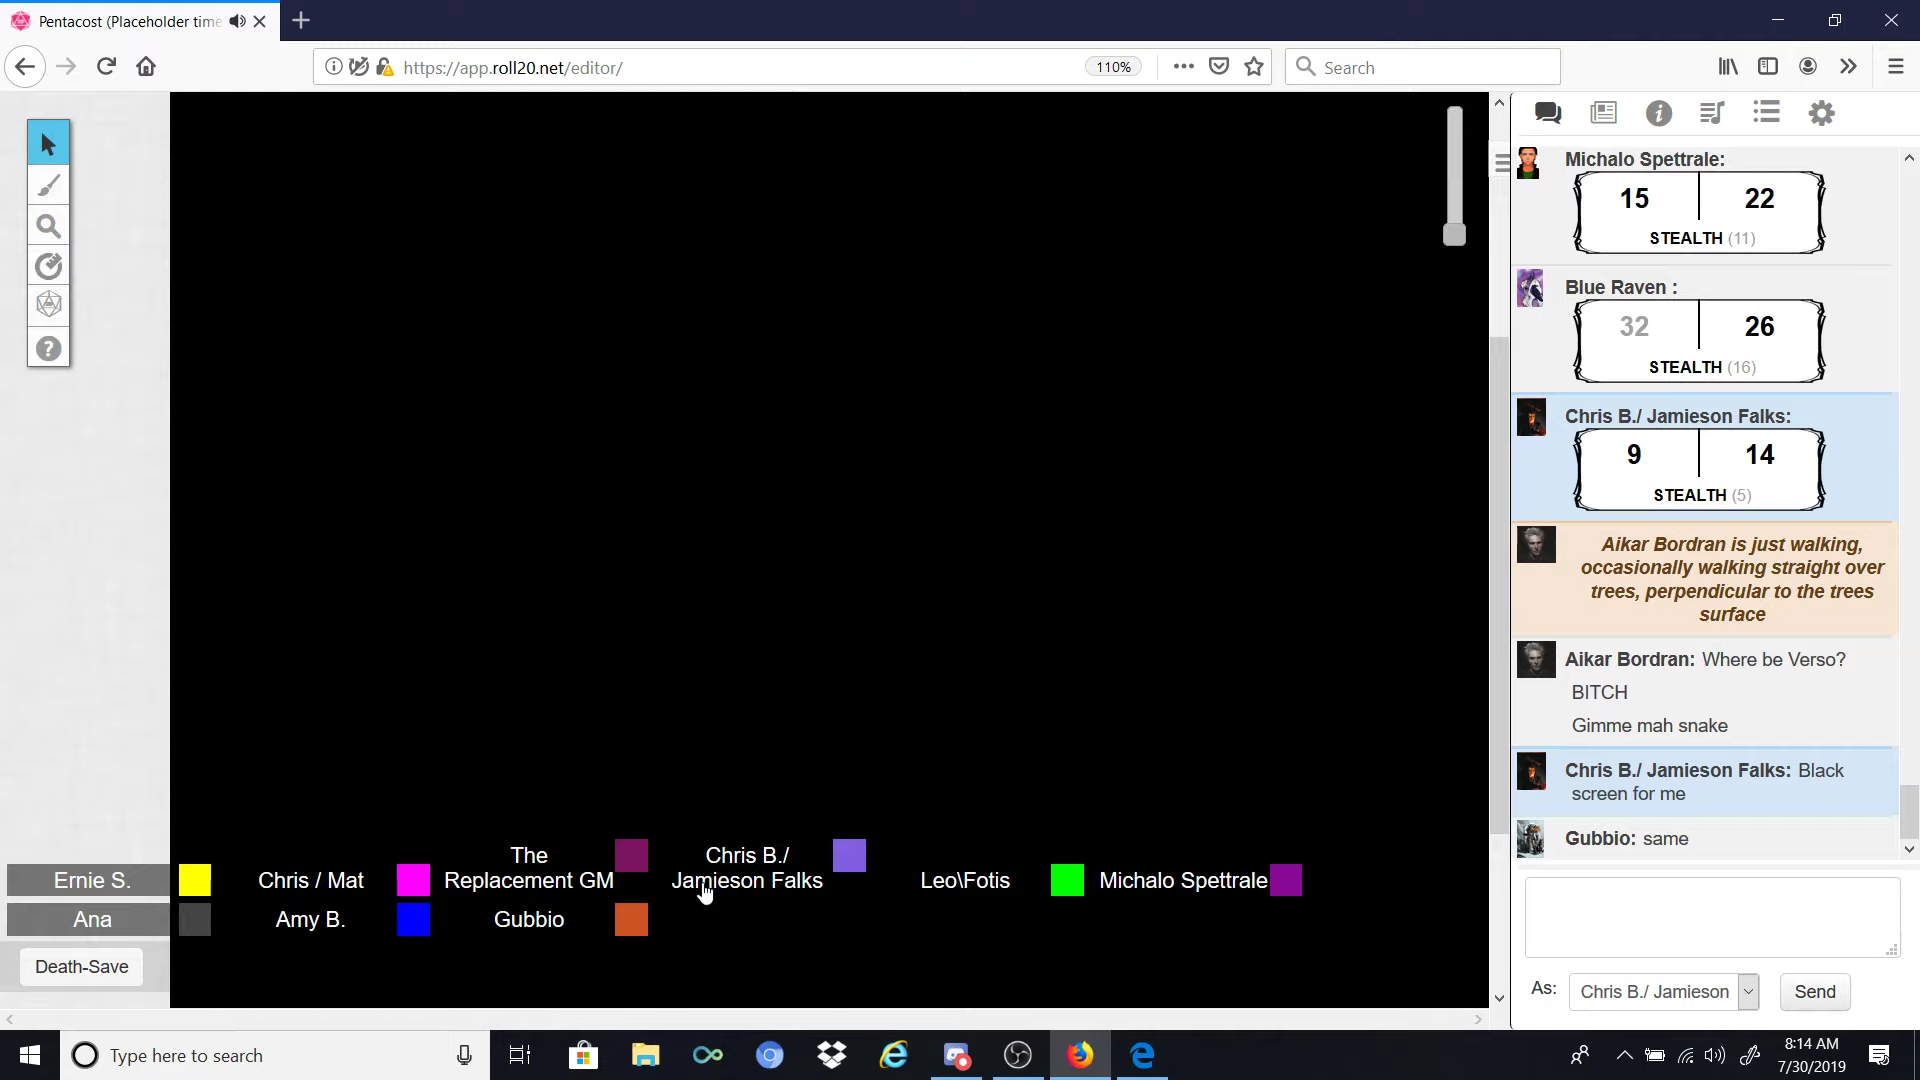 Pentacost (Placeholder time
https://app.roll20.net/editor/
110%
Search
Michalo Spettrale:
15
22
STEALTH (11)
Blue Raven :
32
26
STEALTH (16)
Chris B./ Jamieson Falks:
9
14
STEALTH (5)
Aikar Bordran is just walking,
occasionally walking straight over
trees, perpendicular to the trees
surface
Aikar Bordran: Where be Verso?
BITCH
Gimme mah snake
Chris B./ Jamieson Falks: Black
screen for me
Gubbio: same
Ernie S.
Chris / Mat
The
Replacement GM
Chris B./
Jamieson Falks
Leo\Fotis
Michalo Spettrale
Ana
Amy B.
Gubbio
Death-Save
As:
Chris B./ Jamieson
Send
Type here to search
8:14 AM
7/30/2019